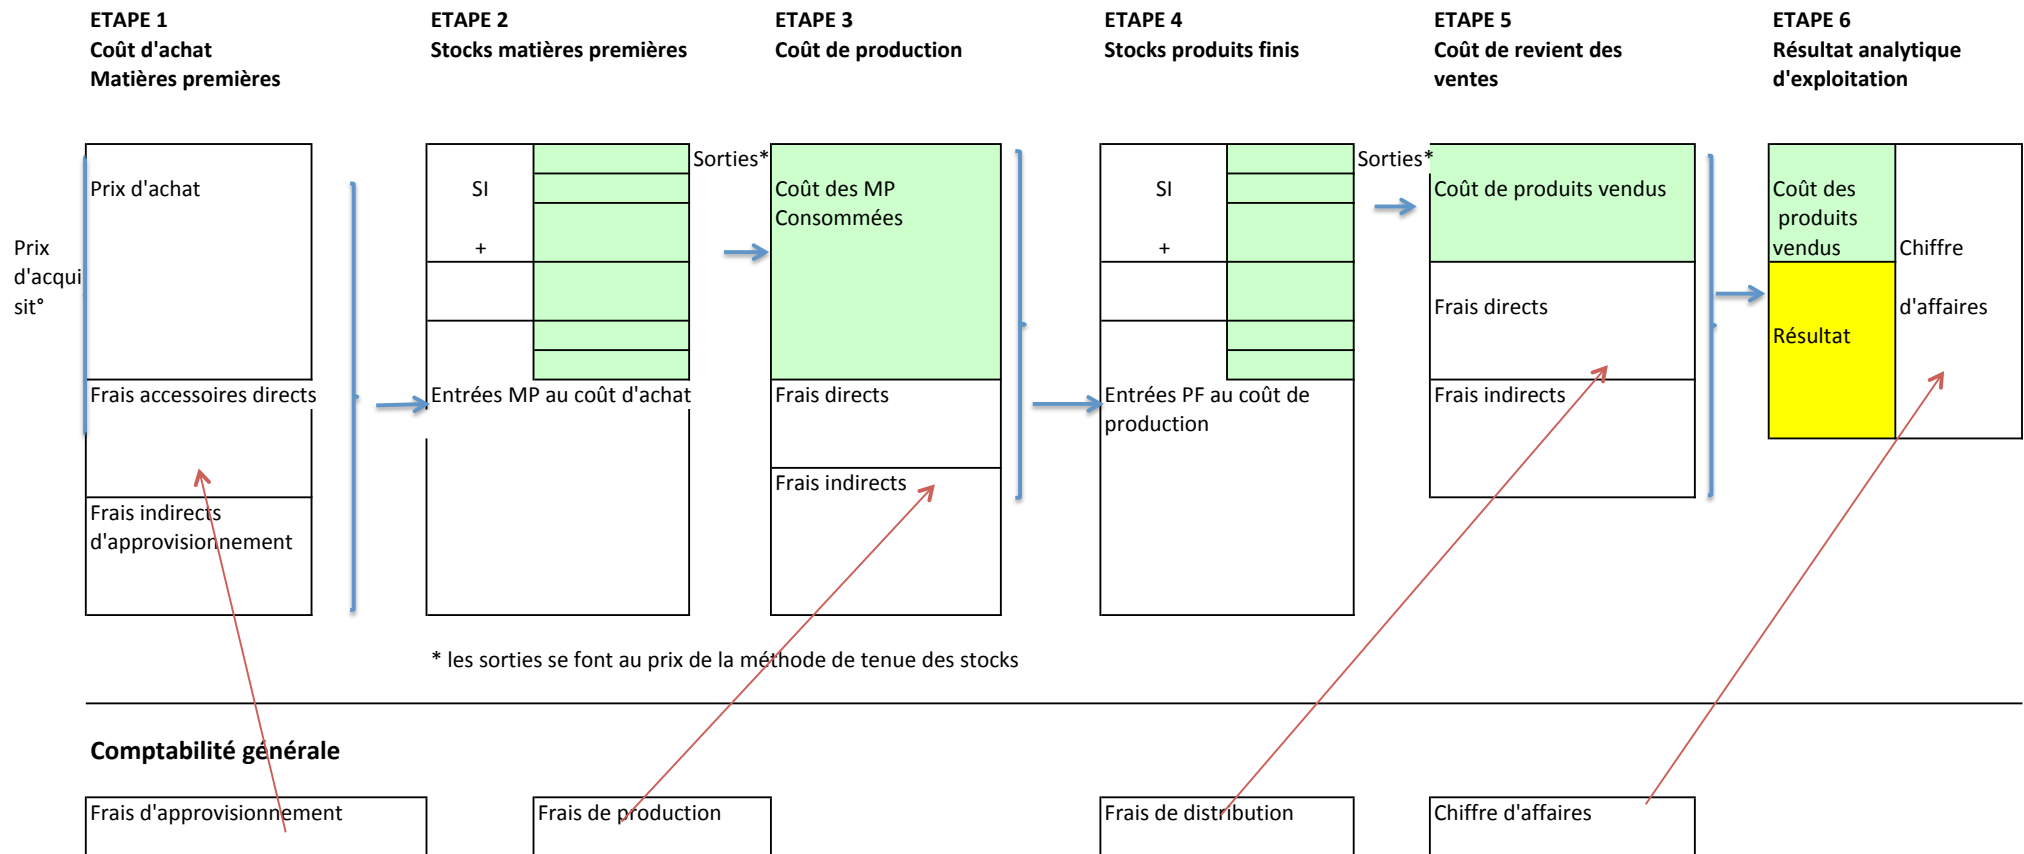 ETAPE 1
Coût d'achat
Matières premières
ETAPE 2
Stocks matières premières
ETAPE 3
Coût de production
ETAPE 4
Stocks produits finis
ETAPE 5
Coût de revient des
ventes
ETAPE 6
Résultat analytique
d'exploitation
Prix
d'acqui
sit°
Prix d'achat
Frais accessoires directs
Frais indirects
d'approvisionnement
SI
+
Entrées MP au coût d'achat
Sorties*
Coût des MP
Consommées
Frais directs
Frais indirects
SI
+
Entrées PF au coût de
production
Sorties*
Coût de produits vendus
Frais directs
Frais indirects
Coût des
produits
vendus
Résultat
Chiffre
d'affaires
* les sorties se font au prix de la méthode de tenue des stocks
Comptabilité générale
Frais d'approvisionnement
Frais de production
Frais de distribution
Chiffre d'affaires